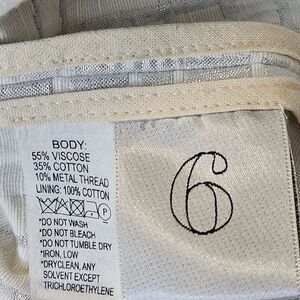 BODY:
55% VISCOSE
35% COTTON
10% METAL THREAD
LINING: 100% COTTON
P
*DO NOT WASH
*DO NOT BLEACH
*DO NOT TUMBLE DRY
*IRON, LOW
*DRYCLEAN, ANY
SOLVENT EXCEPT
TRICHLOROETHYLENE
6